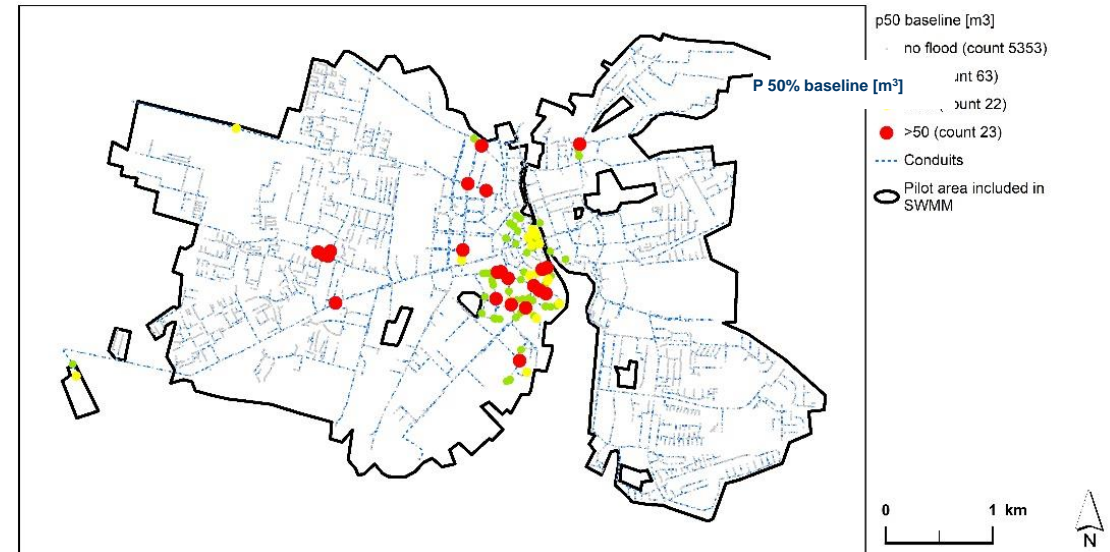 p50 baseline [m3]
no flood (count 5353)
P 50% baseline [m³]
unt 63)
ount 22)
>50 (count 23)
Conduits
Pilot area included in
SWMM
0 1 km
N